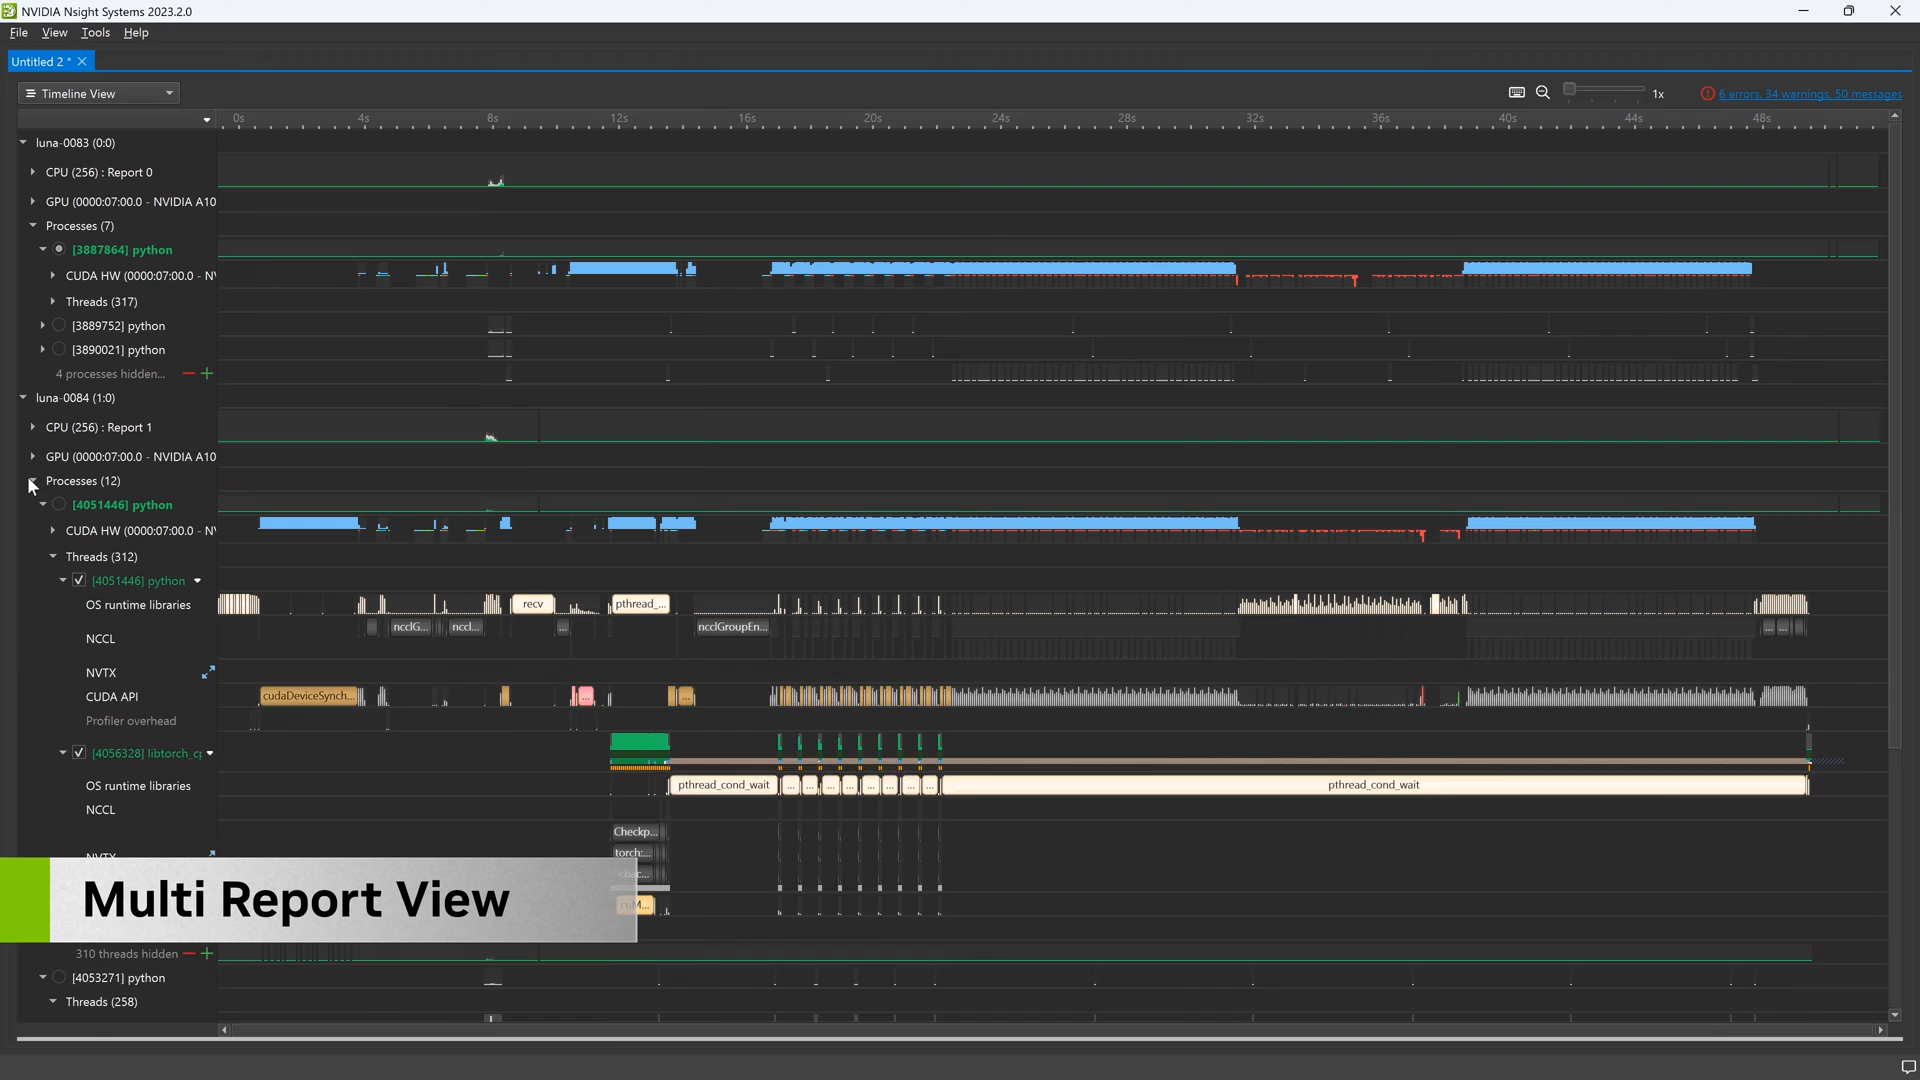 NVIDIA Nsight Systems 2023.2.0
File View Tools Help
Untitled 2 *
Timeline View
1x
6 errors, 34 warnings, 50 messages
0s 4s 8s 12s 16s 20s 24s 28s 32s 36s 40s 44s 48s
luna-0083 (0:0)
CPU (256) : Report 0
GPU (0000:07:00.0 - NVIDIA A10
Processes (7)
[3887864] python
CUDA HW (0000:07:00.0 - NV
Threads (317)
[3889752] python
[3890021] python
4 processes hidden...
luna-0084 (1:0)
CPU (256) : Report 1
GPU (0000:07:00.0 - NVIDIA A10
Processes (12)
[4051446] python
CUDA HW (0000:07:00.0 - NV
Threads (312)
[4051446] python
OS runtime libraries recv pthread_...
ncclG... nccl... ... ncclGroupEn... ... ...
NCCL
NVTX
CUDA API cudaDeviceSynch... ... ...
Profiler overhead
[4056328] libtorch_cp
OS runtime libraries pthread_cond_wait ... ... ... ... ... ... ... ... pthread_cond_wait
NCCL
Checkp...
torch:...
NVTX
Multi Report View
310 threads hidden
[4053271] python
Threads (258)